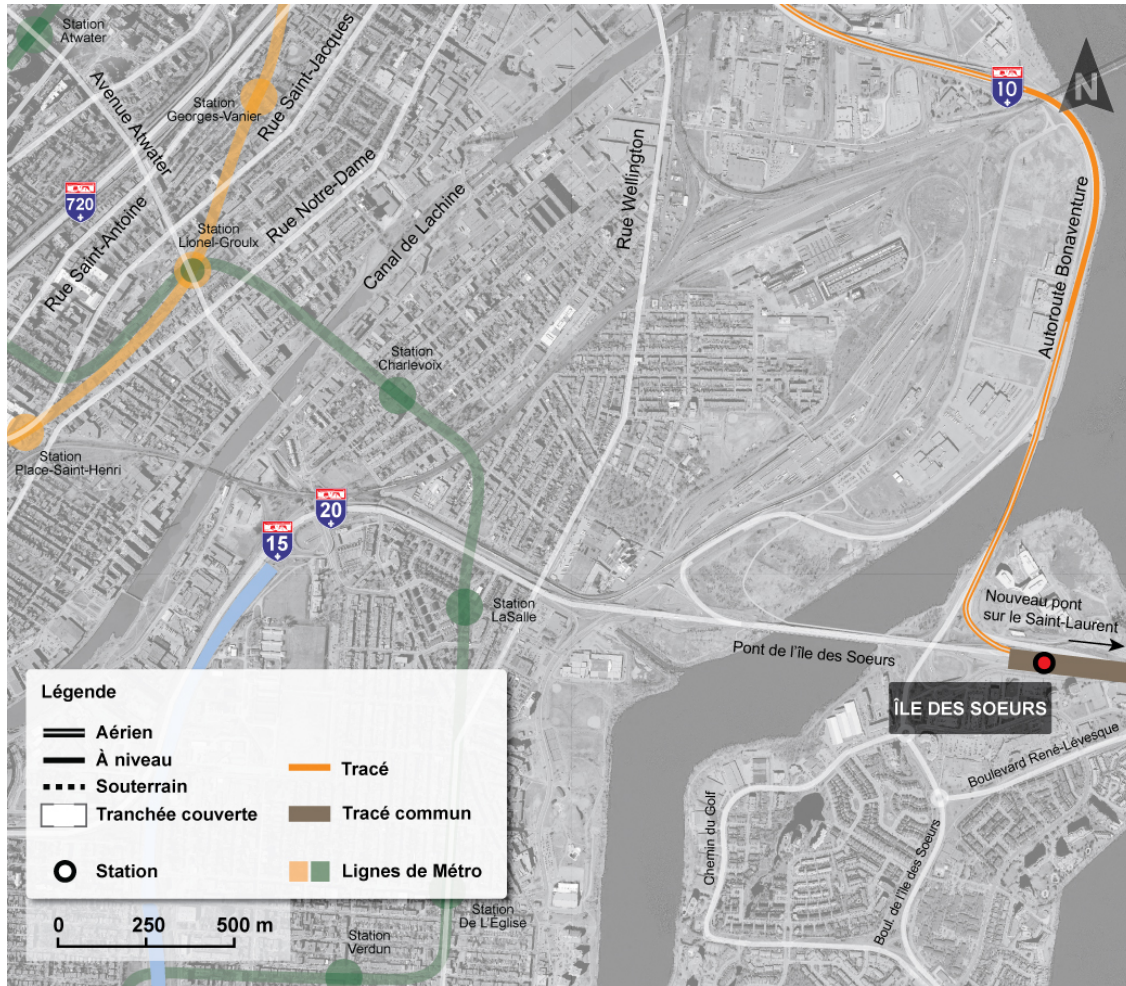 Station
Atwater
Avenue Atwater
Station
Georges-Vanier
Rue Saint-Jacques
10
N
720
Rue Saint-Antoine
Station
Lionel-Groulx
Rue Notre-Dame
Canal de Lachine
Rue Wellington
Autoroute Bonaventure
Station
Charlevoix
Station
Place-Saint-Henri
20
15
Station
LaSalle
Nouveau pont
sur le Saint-Laurent
Pont de l'île des Soeurs
ÎLE DES SOEURS
Boulevard René-Lévesque
Chemin du Golf
Boul. de l'île des Soeurs
Légende
Aérien
À niveau
Souterrain
Tranchée couverte
Station
Tracé
Tracé commun
Lignes de Métro
0 250 500 m
Station
De L'Église
Station
Verdun